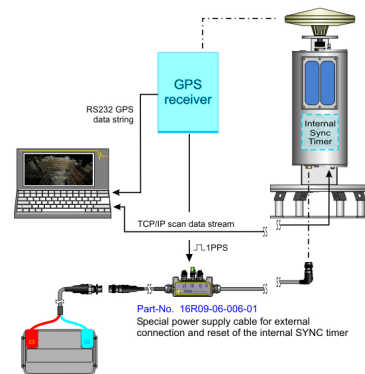 GPS
receiver
RS232 GPS
data string
Internal
Sync
Timer
TCP/IP scan data stream
1PPS
Part-No. 16R09-06-006-01
Special power supply cable for external
connection and reset of the internal SYNC timer